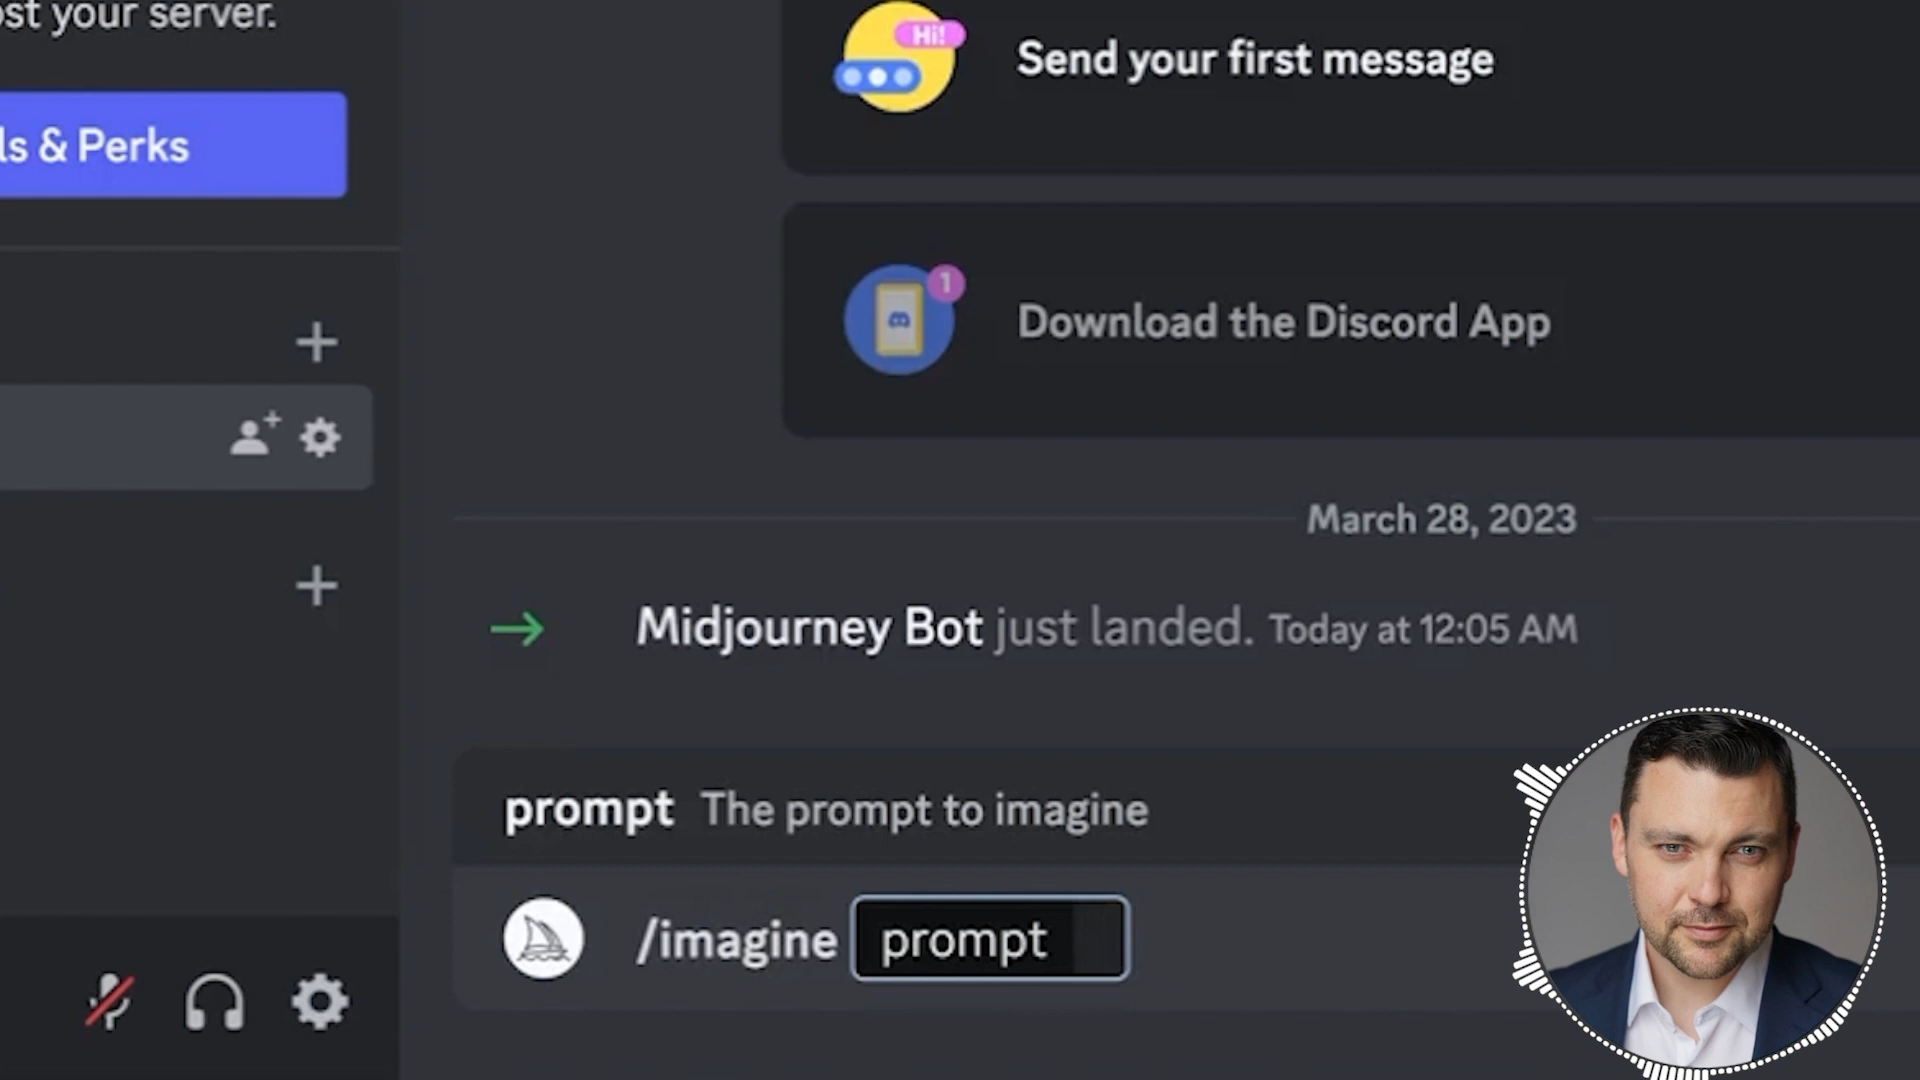 ost your server.
ls & Perks
Hi!
Send your first message
1
Download the Discord App
March 28, 2023
Midjourney Bot just landed. Today at 12:05 AM
prompt The prompt to imagine
/imagine prompt